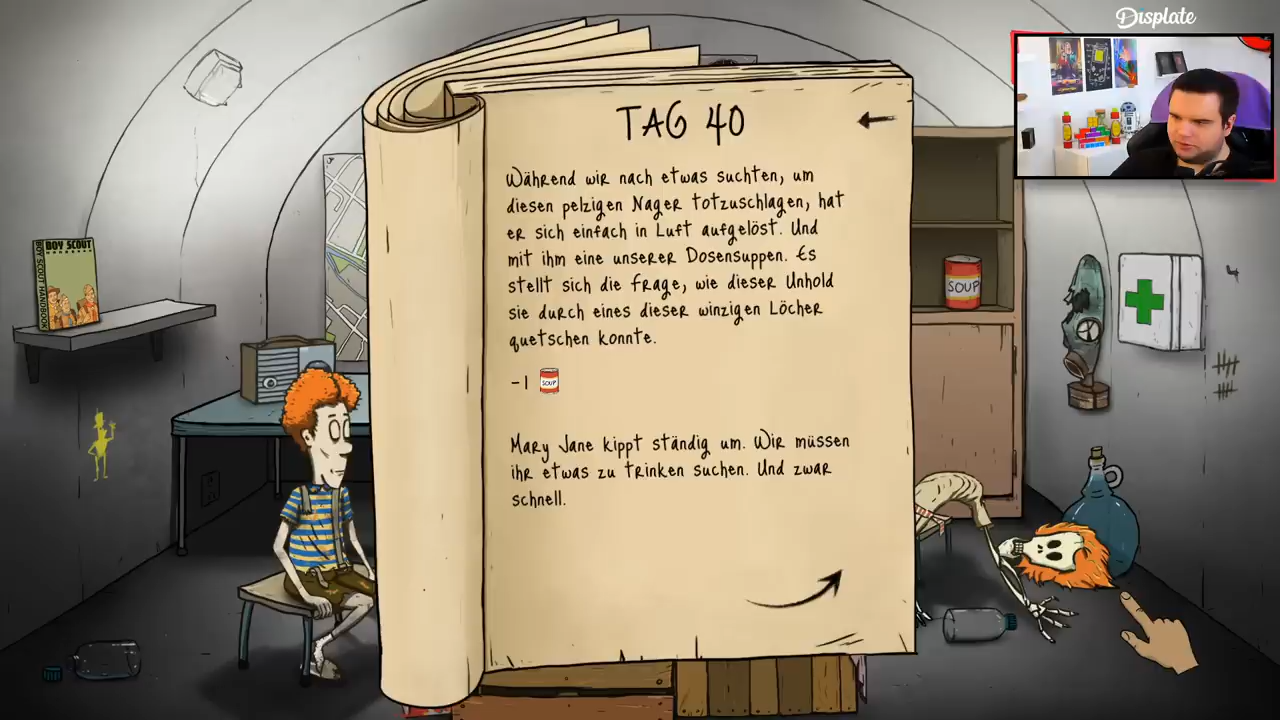 Displate
TAG 40
Während wir nach etwas suchten, um
diesen pelzigen Nager totzuschlagen, hat
er sich einfach in Luft aufgelöst. Und
mit ihm eine unserer Dosensuppen. Es
stellt sich die Frage, wie dieser Unhold
sie durch eines dieser winzigen Löcher
quetschen konnte.
-1 SOUP
Mary Jane kippt ständig um. Wir müssen
ihr etwas zu trinken suchen. Und zwar
schnell.
BOY SCOUT
BOY SCOUT HANDBOOK
SOUP